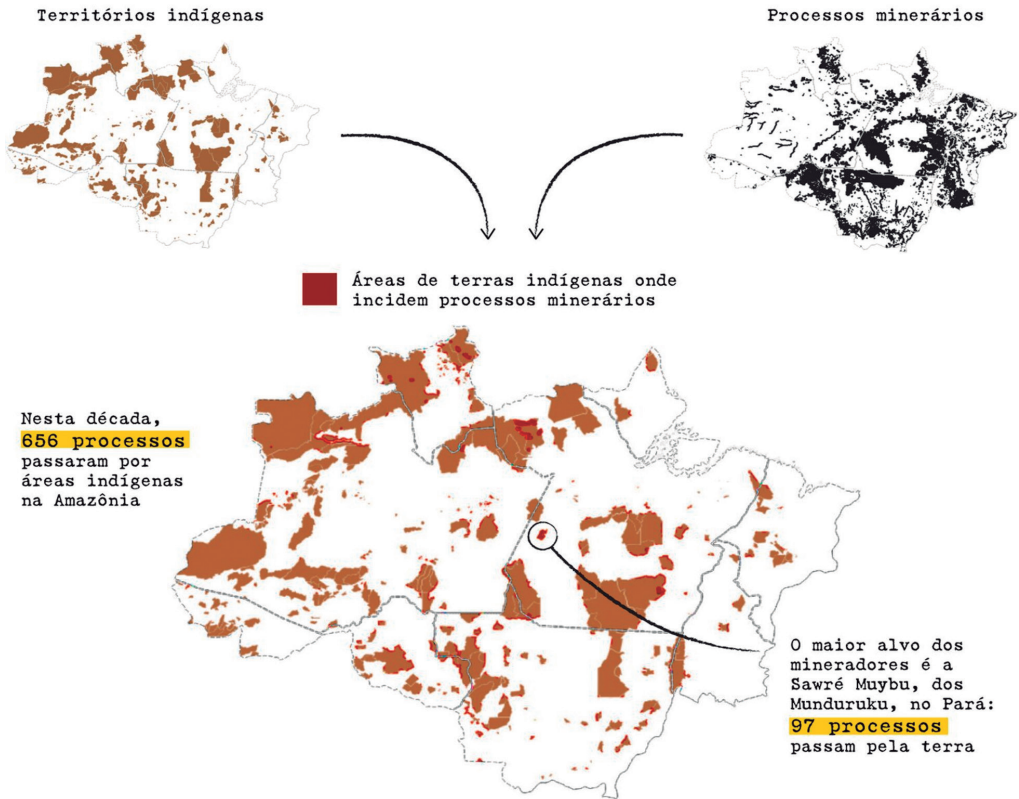 Territórios indígenas
Processos minerários
Áreas de terras indígenas onde
incidem processos minerários
Nesta década,
656 processos
passaram por
áreas indígenas
na Amazônia
O maior alvo dos
mineradores é a
Sawré Muybu, dos
Munduruku, no Pará:
97 processos
passam pela terra